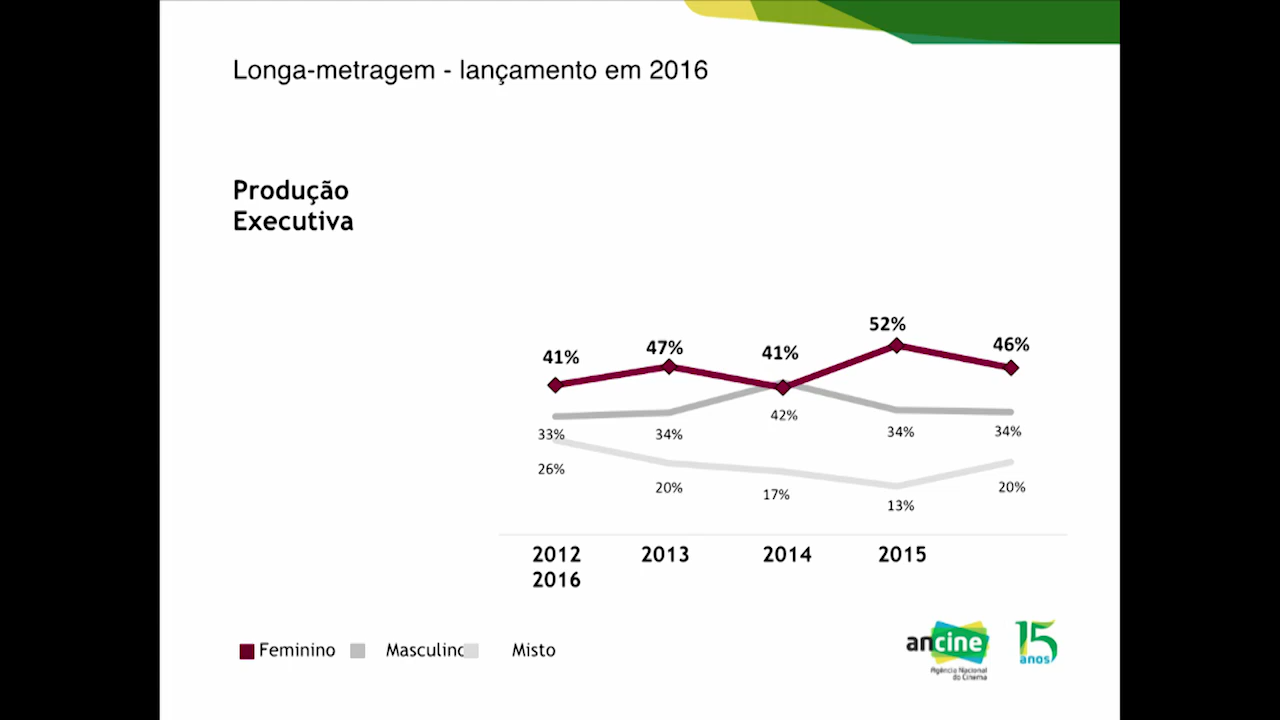 Longa-metragem - lançamento em 2016
Produção
Executiva
52%
41%
47%
41%
46%
33%
34%
42%
34%
34%
26%
20%
17%
13%
20%
2012 2013 2014 2015
2016
Feminino Masculino Misto
ancine
Agência Nacional
do Cinema
15
anos